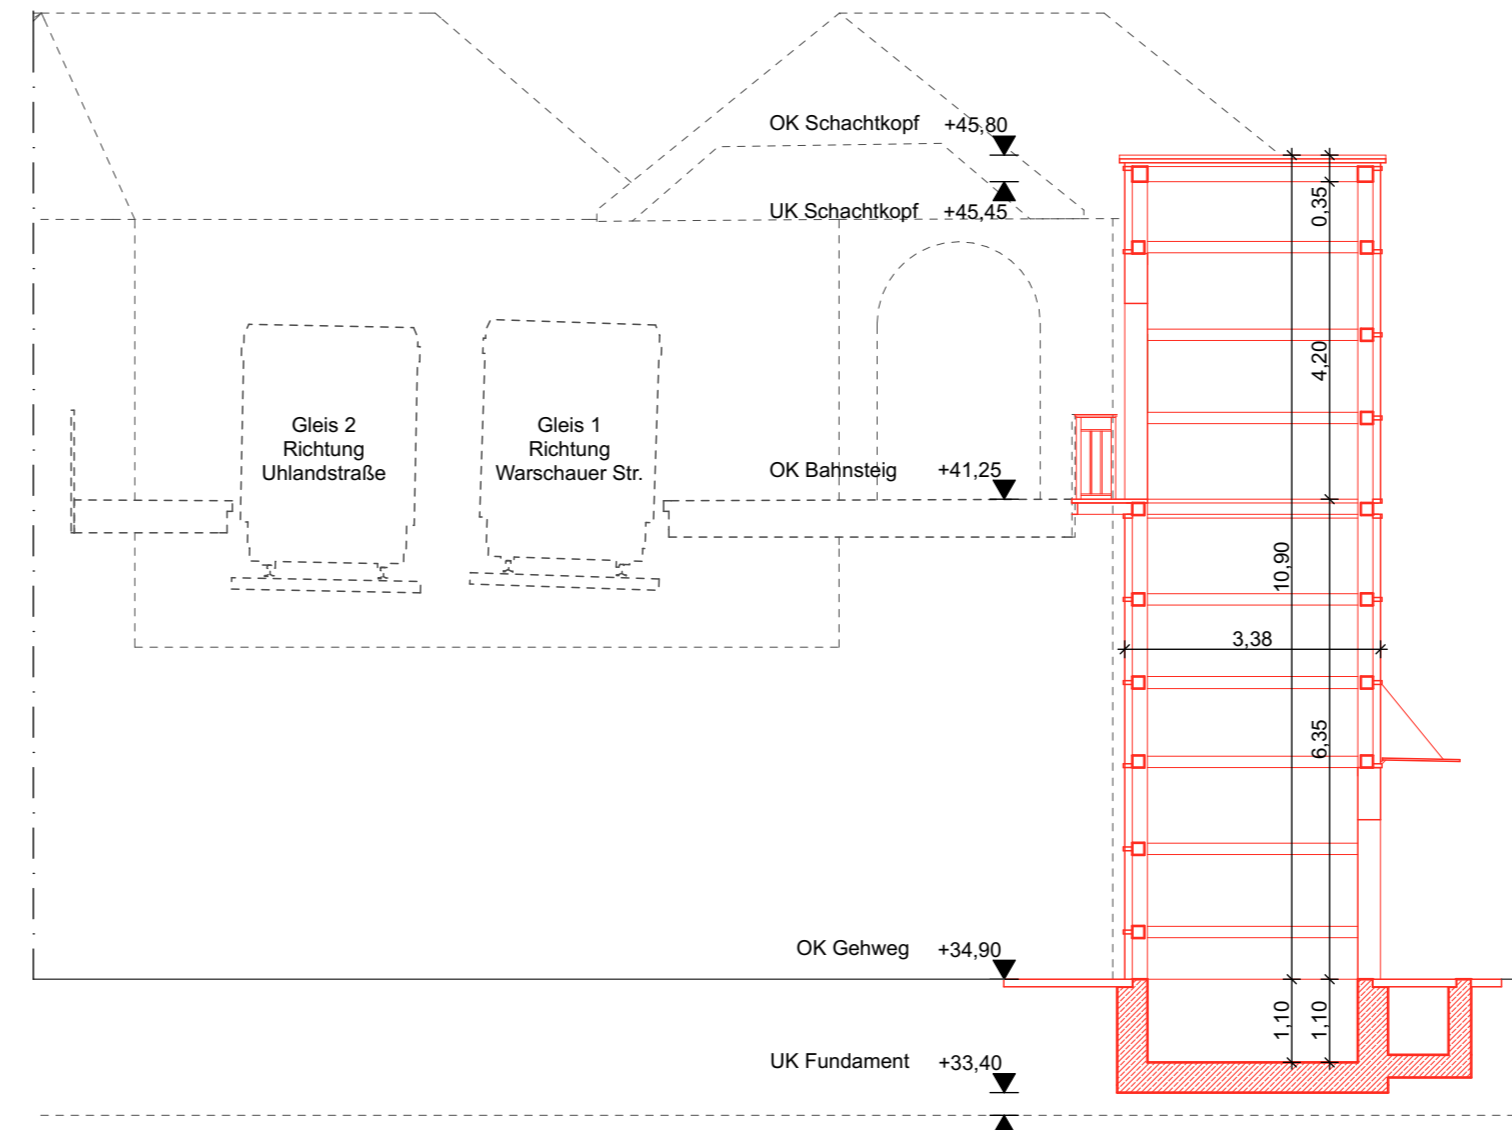 OK Schachtkopf +45,80
UK Schachtkopf +45,45
0,35
4,20
Gleis 2
Richtung
Uhlandstraße
Gleis 1
Richtung
Warschauer Str.
OK Bahnsteig +41,25
10,90
3,38
6,35
OK Gehweg +34,90
1,10
1,10
UK Fundament +33,40